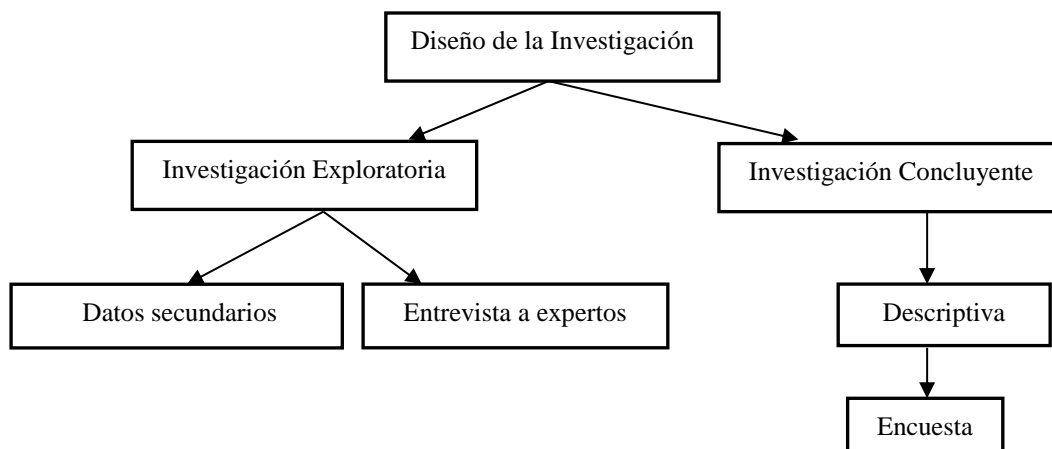 Diseño de la Investigación
Investigación Exploratoria
Investigación Concluyente
Datos secundarios
Entrevista a expertos
Descriptiva
Encuesta